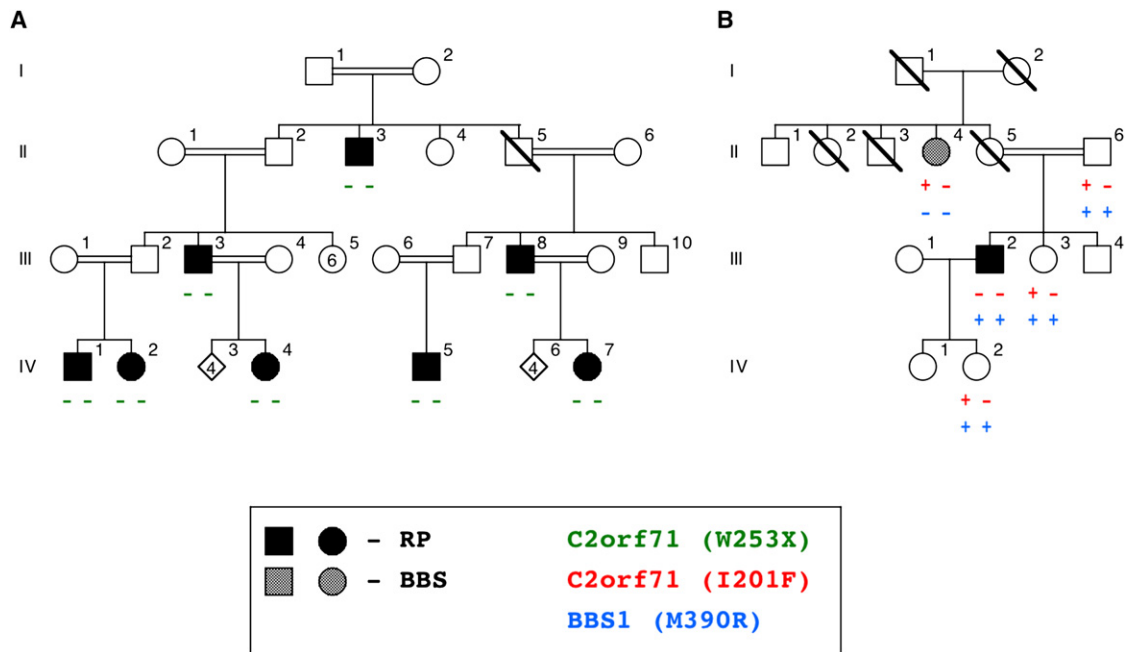 A B
1 2 1 2
I I
1 2 3 4 5 6 1 2 3 4 5 6
II II
– – + – + –
– – + +
1 2 3 4 5 6 7 8 9 10 1 2 3 4
III 6 III
– – – – – – + –
+ + + +
1 2 3 4 5 6 7 1 2
IV 4 4 IV
– – – – – – – – – – + –
+ +
– RP C2orf71 (W253X)
– BBS C2orf71 (I201F)
BBS1 (M390R)